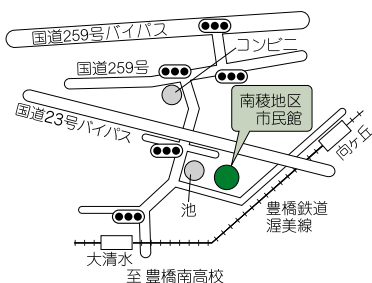 国道259号バイパス
コンビニ
国道259号
南稜地区
市民館
国道23号バイパス
向ヶ丘
池
豊橋鉄道
渥美線
大清水
至 豊橋南高校